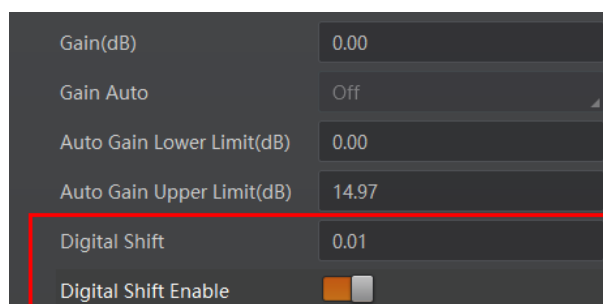 Gain(dB) 0.00
Gain Auto Off
Auto Gain Lower Limit(dB) 0.00
Auto Gain Upper Limit(dB) 14.97
Digital Shift 0.01
Digital Shift Enable